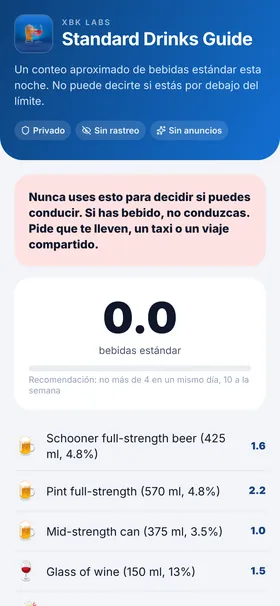 XBK LABS
Standard Drinks Guide
Un conteo aproximado de bebidas estándar esta
noche. No puede decirte si estás por debajo del
límite.
Privado
Sin rastreo
Sin anuncios
Nunca uses esto para decidir si puedes
conducir. Si has bebido, no conduzcas.
Pide que te lleven, un taxi o un viaje
compartido.
0.0
bebidas estándar
Recomendación: no más de 4 en un mismo día, 10 a la
semana
Schooner full-strength beer (425
ml, 4.8%)
1.6
Pint full-strength (570 ml, 4.8%)
2.2
Mid-strength can (375 ml, 3.5%)
1.0
Glass of wine (150 ml, 13%)
1.5